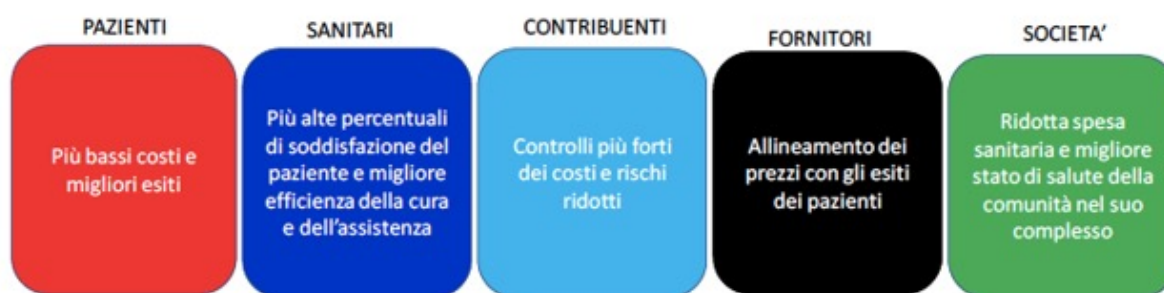 PAZIENTI
Più bassi costi e
migliori esiti
SANITARI
Più alte percentuali
di soddisfazione del
paziente e migliore
efficienza della cura
e dell'assistenza
CONTRIBUENTI
Controlli più forti
dei costi e rischi
ridotti
FORNITORI
Allineamento dei
prezzi con gli esiti
dei pazienti
SOCIETA'
Ridotta spesa
sanitaria e migliore
stato di salute della
comunità nel suo
complesso